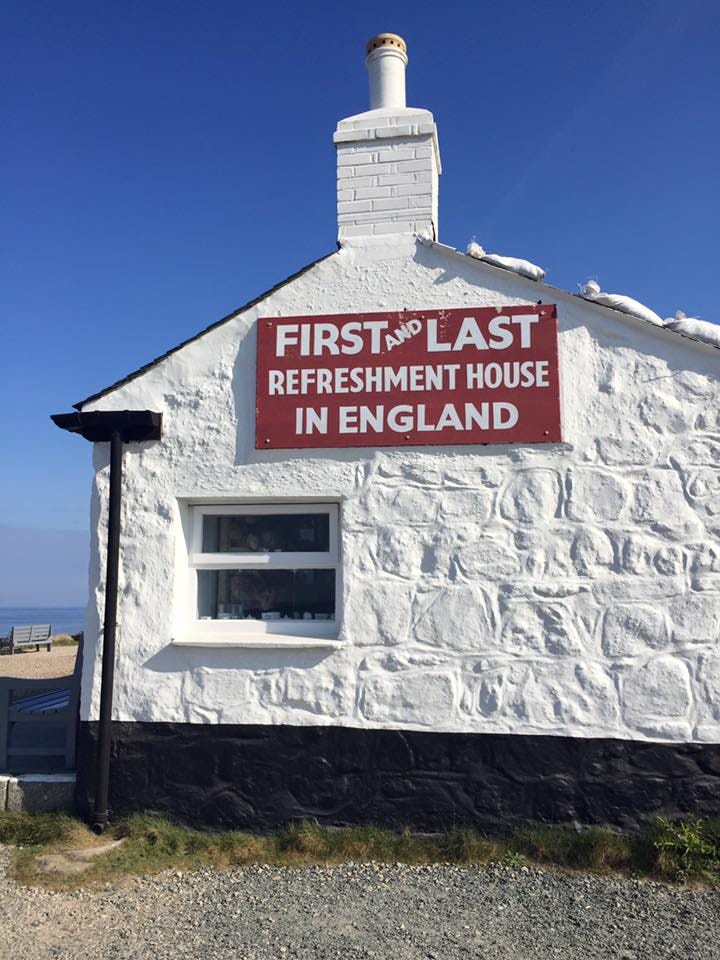 FIRST AND LAST
REFRESHMENT HOUSE
IN ENGLAND